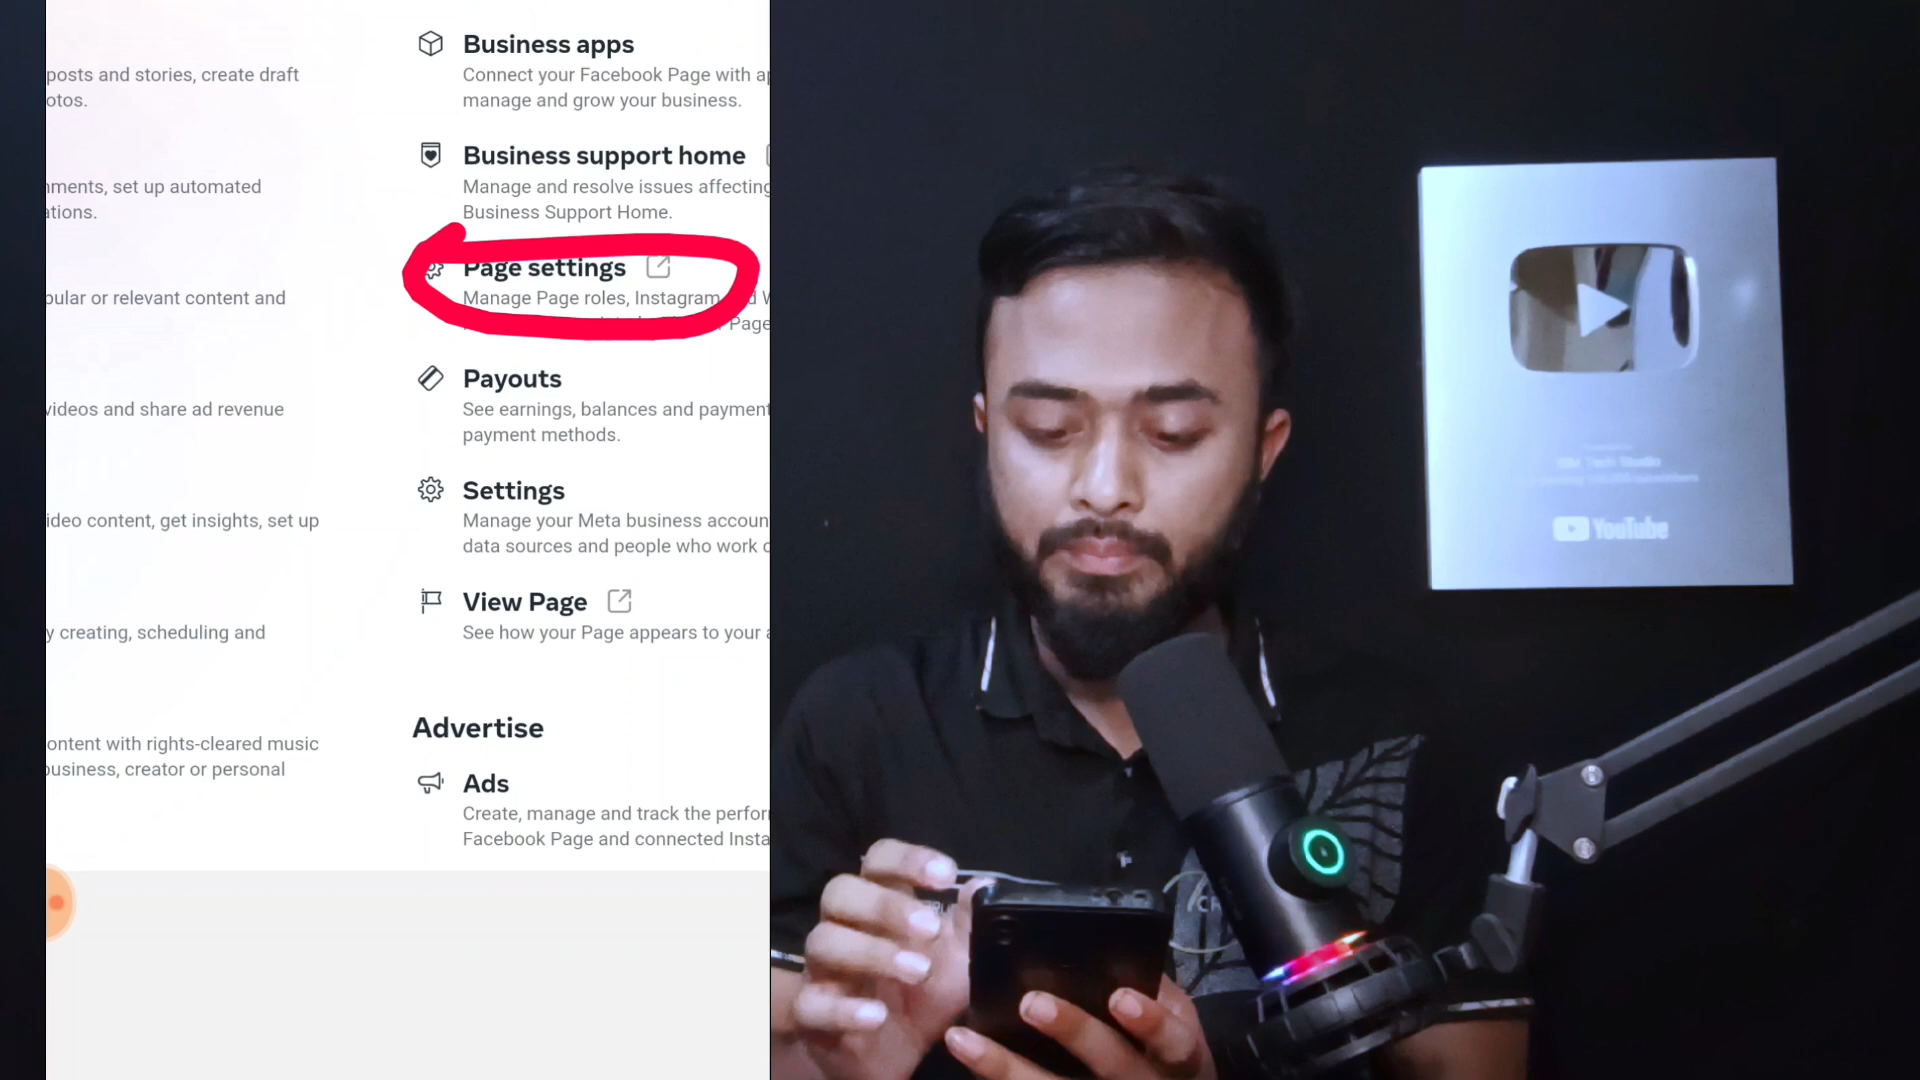 posts and stories, create draft
otos.
nments, set up automated
ations.
pular or relevant content and
videos and share ad revenue
ideo content, get insights, set up
y creating, scheduling and
ontent with rights-cleared music
business, creator or personal
Business apps
Connect your Facebook Page with ap
manage and grow your business.
Business support home
Manage and resolve issues affecting
Business Support Home.
Page settings
Manage Page roles, Instagram
Page
Payouts
See earnings, balances and payment
payment methods.
Settings
Manage your Meta business accoun
data sources and people who work o
View Page
See how your Page appears to your a
Advertise
Ads
Create, manage and track the perfor
Facebook Page and connected Insta
YouTube